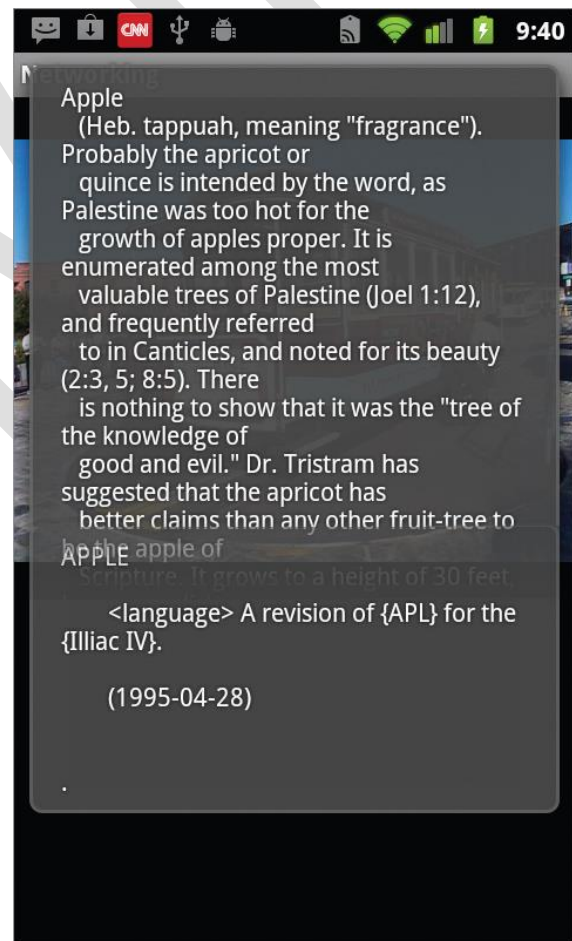 CNN
9:40
Networking
Apple
(Heb. tappuah, meaning "fragrance").
Probably the apricot or
quince is intended by the word, as
Palestine was too hot for the
growth of apples proper. It is
enumerated among the most
valuable trees of Palestine (Joel 1:12),
and frequently referred
to in Canticles, and noted for its beauty
(2:3, 5; 8:5). There
is nothing to show that it was the "tree of
the knowledge of
good and evil." Dr. Tristram has
suggested that the apricot has
better claims than any other fruit-tree to
be the apple of
APPLE
Scripture. It grows to a height of 30 feet,
<language> A revision of {APL} for the
{Illiac IV}.
(1995-04-28)
.